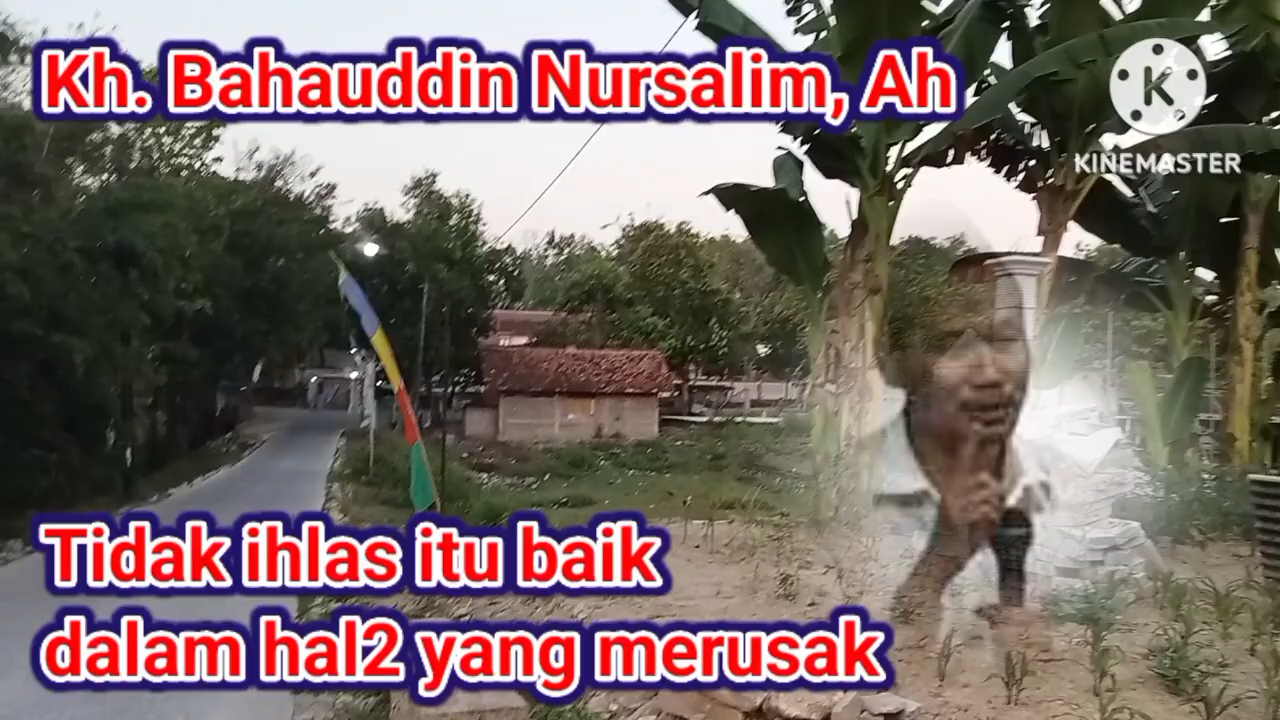 Kh. Bahauddin Nursalim, Ah
K
KINEMASTER
Tidak ihlas itu baik
dalam hal2 yang merusak